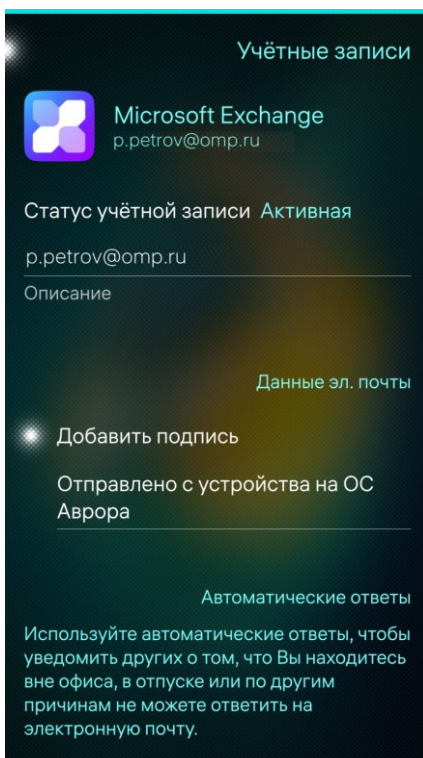 Учётные записи
Microsoft Exchange
p.petrov@omp.ru
Статус учётной записи Активная
p.petrov@omp.ru
Описание
Данные эл. почты
Добавить подпись
Отправлено с устройства на ОС
Аврора
Автоматические ответы
Используйте автоматические ответы, чтобы
уведомить других о том, что Вы находитесь
вне офиса, в отпуске или по другим
причинам не можете ответить на
электронную почту.